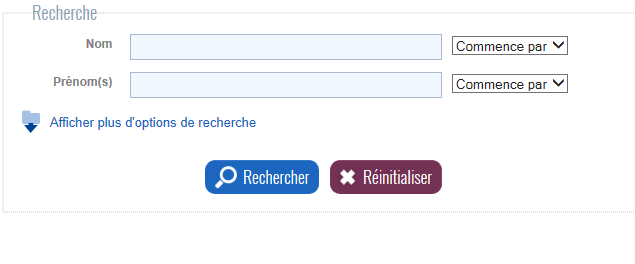 Recherche
Nom Commence par
Prénom(s) Commence par
Afficher plus d'options de recherche
Rechercher Réinitialiser